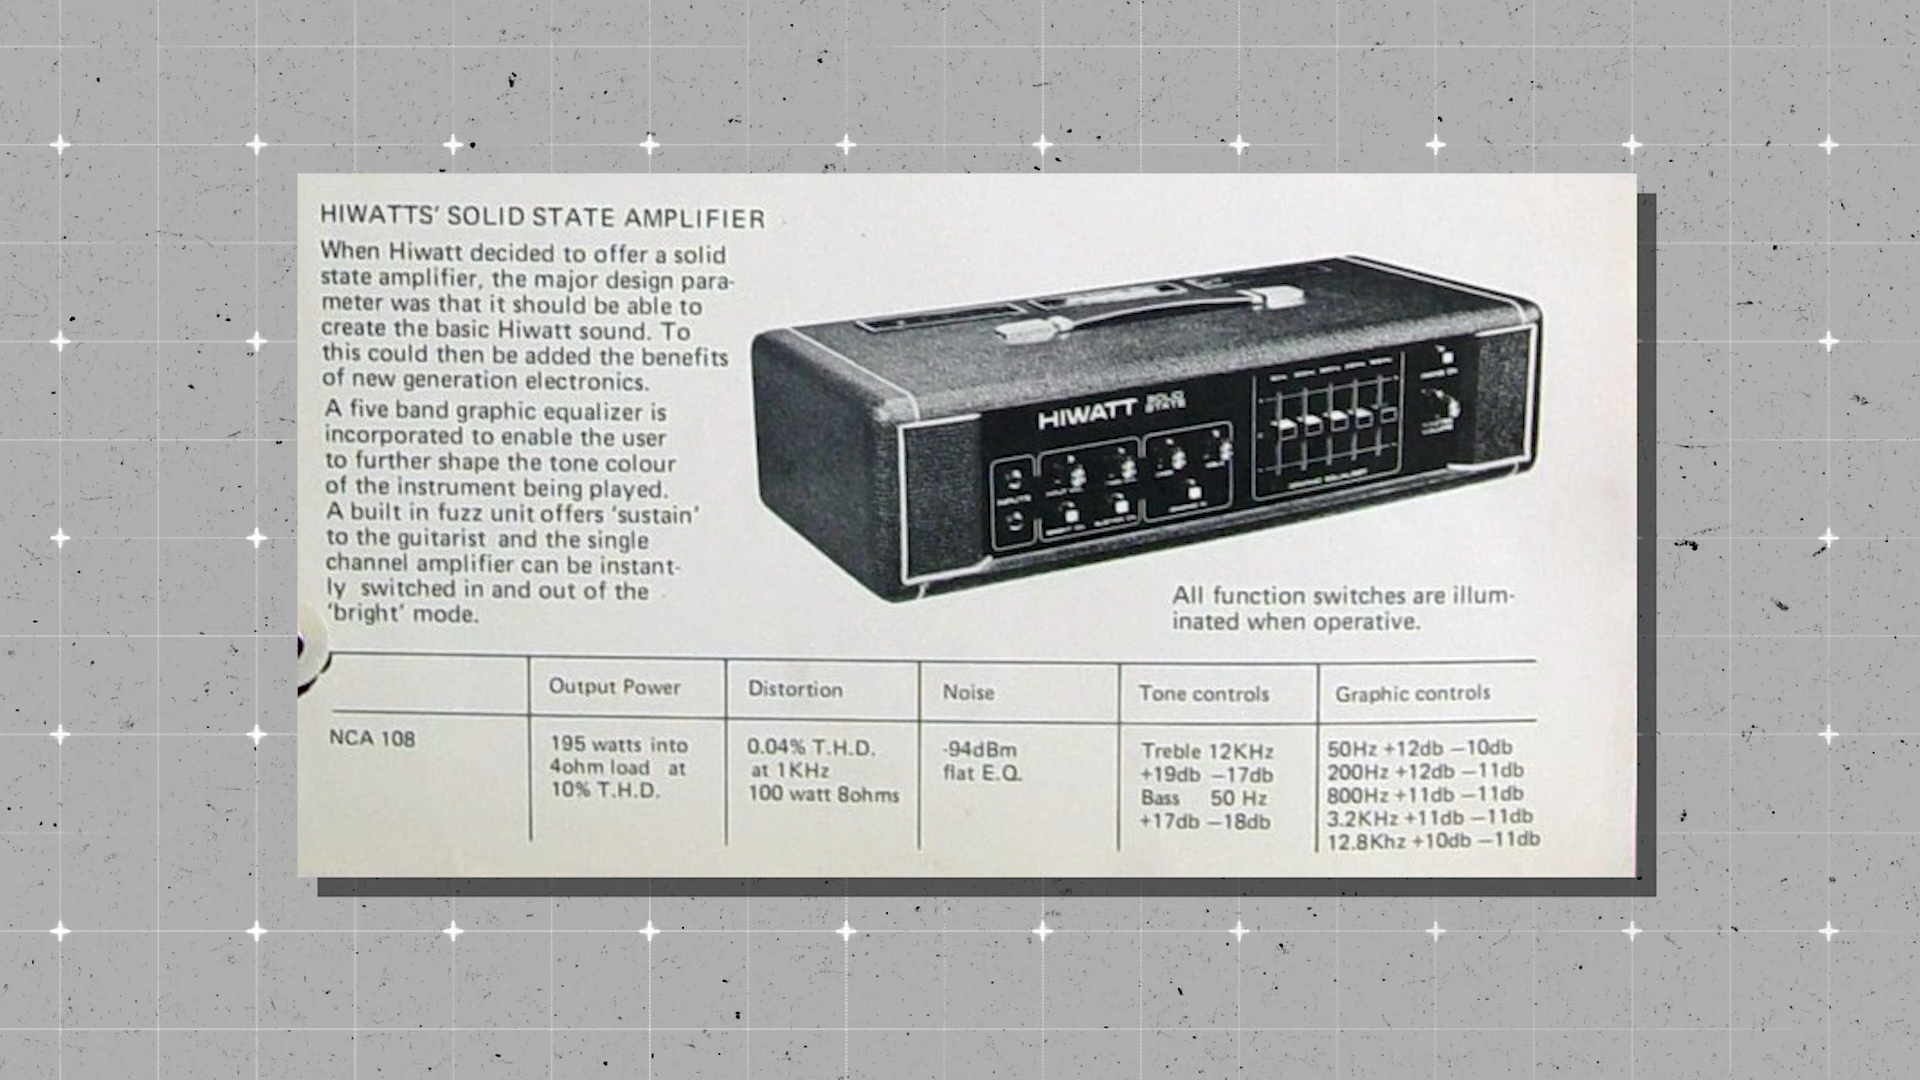 HIWATTS' SOLID STATE AMPLIFIER
When Hiwatt decided to offer a solid
state amplifier, the major design para-
meter was that it should be able to
create the basic Hiwatt sound. To
this could then be added the benefits
of new generation electronics.
A five band graphic equalizer is
incorporated to enable the user
to further shape the tone colour
of the instrument being played.
A built in fuzz unit offers 'sustain'
to the guitarist and the single
channel amplifier can be instant-
ly switched in and out of the
'bright' mode.
HIWATT SOLID STATE
INPUTS
All function switches are illum-
inated when operative.
Output Power Distortion Noise Tone controls Graphic controls
NCA 108
195 watts into
4ohm load at
10% T.H.D.
0.04% T.H.D.
at 1KHz
100 watt 8ohms
-94dBm
flat E.Q.
Treble 12KHz
+19db –17db
Bass 50 Hz
+17db –18db
50Hz +12db –10db
200Hz +12db –11db
800Hz +11db –11db
3.2KHz +11db –11db
12.8Khz +10db –11db